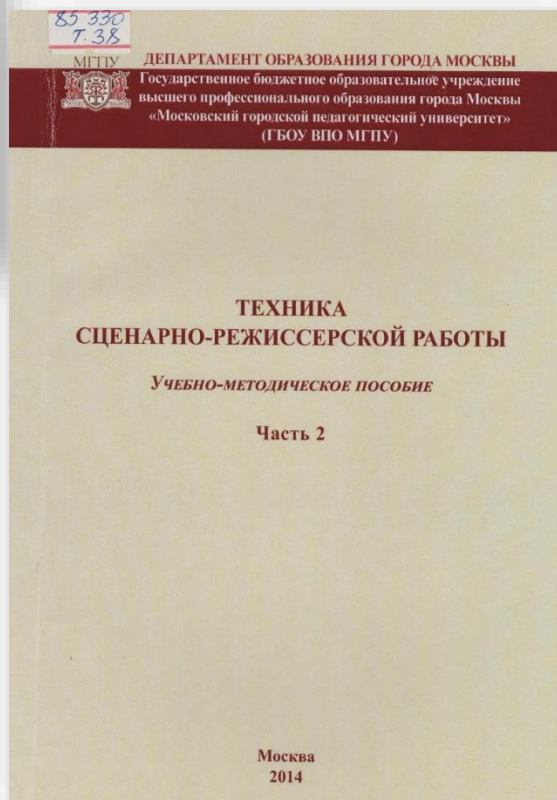 85 330
Т.38
МГПУ
ДЕПАРТАМЕНТ ОБРАЗОВАНИЯ ГОРОДА МОСКВЫ
Государственное бюджетное образовательное учреждение
высшего профессионального образования города Москвы
«Московский городской педагогический университет»
(ГБОУ ВПО МГПУ)
ТЕХНИКА
СЦЕНАРНО-РЕЖИССЕРСКОЙ РАБОТЫ
УЧЕБНО-МЕТОДИЧЕСКОЕ ПОСОБИЕ
Часть 2
Москва
2014